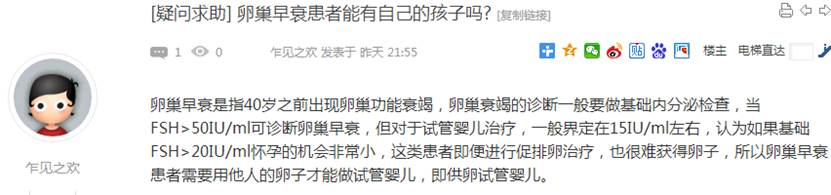 [疑问求助] 卵巢早衰患者能有自己的孩子吗? [复制链接]
1 0 乍见之欢 发表于 昨天 21:55 贴 楼主 电梯直达
卵巢早衰是指40岁之前出现卵巢功能衰竭，卵巢衰竭的诊断一般要做基础内分泌检查，当
FSH>50IU/ml可诊断卵巢早衰，但对于试管婴儿治疗，一般界定在15IU/ml左右，认为如果基础
FSH>20IU/ml怀孕的机会非常小，这类患者即便进行促排卵治疗，也很难获得卵子，所以卵巢早衰
患者需要用他人的卵子才能做试管婴儿，即供卵试管婴儿。
乍见之欢